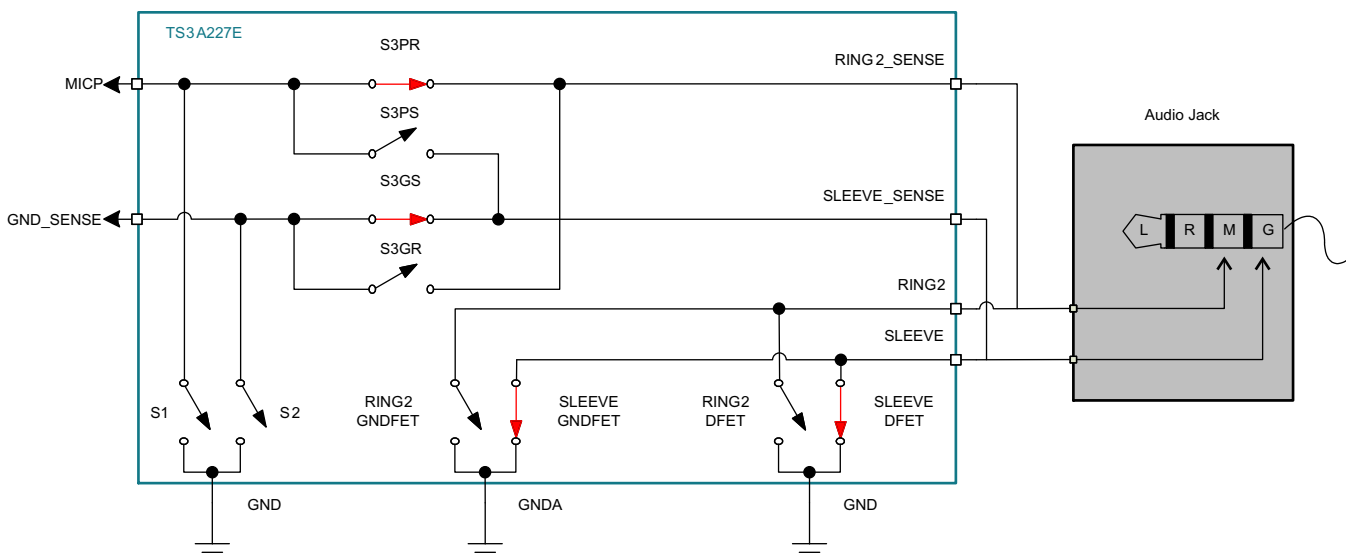 TS3A227E
S3PR
MICP
RING2_SENSE
S3PS
Audio Jack
S3GS
GND_SENSE
SLEEVE_SENSE
L R M G
S3GR
RING2
SLEEVE
S1
S2
RING2
GNDFET
SLEEVE
GNDFET
RING2
DFET
SLEEVE
DFET
GND
GNDA
GND